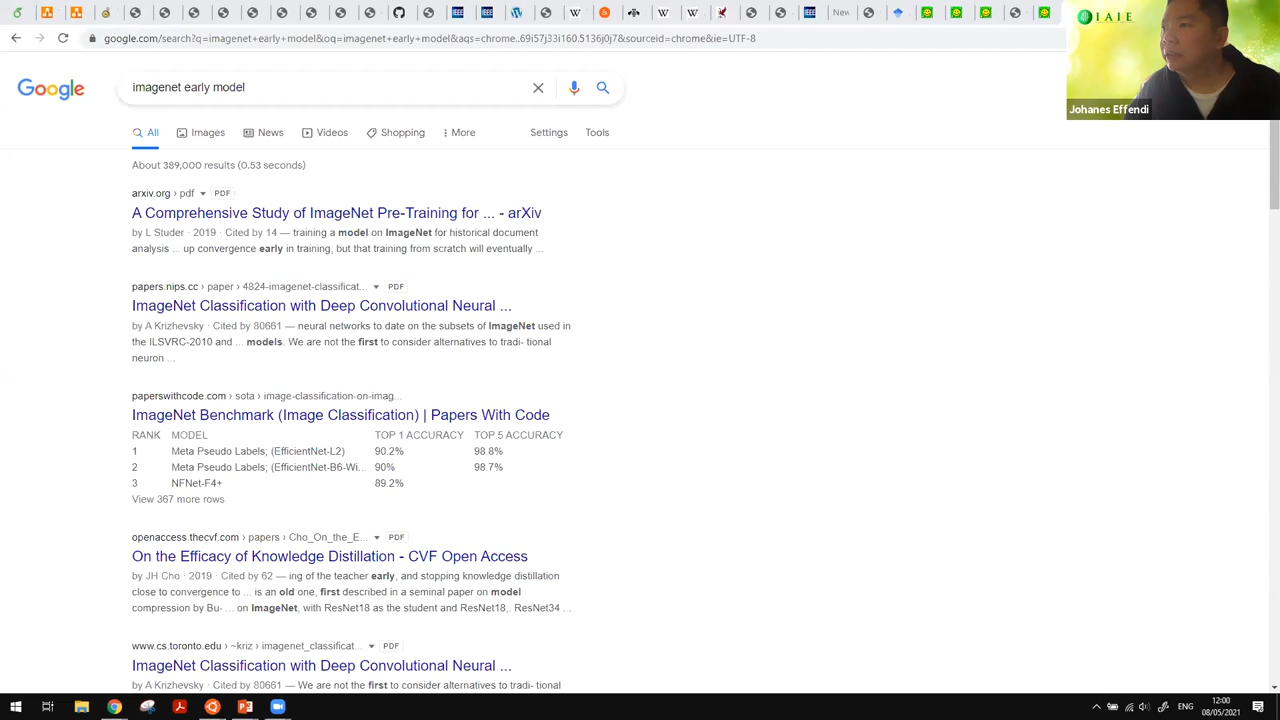 New
google.com/search?q=imagenet+early+model&oq=imagenet+early+model&aqs=chrome..69i57j33i160.5136j0j7&sourceid=chrome&ie=UTF-8
IAIE
Johanes Effendi
Google
imagenet early model
All
Images
News
Videos
Shopping
More
Settings
Tools
About 389,000 results (0.53 seconds)
arxiv.org › pdf PDF
A Comprehensive Study of ImageNet Pre-Training for ... - arXiv
by L Studer · 2019 · Cited by 14 — training a model on ImageNet for historical document
analysis ... up convergence early in training, but that training from scratch will eventually ...
papers.nips.cc › paper › 4824-imagenet-classificat... PDF
ImageNet Classification with Deep Convolutional Neural ...
by A Krizhevsky · Cited by 80661 — neural networks to date on the subsets of ImageNet used in
the ILSVRC-2010 and ... models. We are not the first to consider alternatives to tradi- tional
neuron ...
paperswithcode.com › sota › image-classification-on-imag...
ImageNet Benchmark (Image Classification) | Papers With Code
RANK MODEL TOP 1 ACCURACY TOP 5 ACCURACY
1 Meta Pseudo Labels; (EfficientNet-L2) 90.2% 98.8%
2 Meta Pseudo Labels; (EfficientNet-B6-Wi... 90% 98.7%
3 NFNet-F4+ 89.2%
View 367 more rows
openaccess.thecvf.com › papers › Cho_On_the_E... PDF
On the Efficacy of Knowledge Distillation - CVF Open Access
by JH Cho · 2019 · Cited by 62 — ing of the teacher early, and stopping knowledge distillation
close to convergence to ... is an old one, first described in a seminal paper on model
compression by Bu- ... on ImageNet, with ResNet18 as the student and ResNet18,. ResNet34 ...
www.cs.toronto.edu › ~kriz › imagenet_classificat... PDF
ImageNet Classification with Deep Convolutional Neural ...
by A Krizhevsky · Cited by 80661 — We are not the first to consider alternatives to tradi- tional
ENG
12:00
08/05/2021